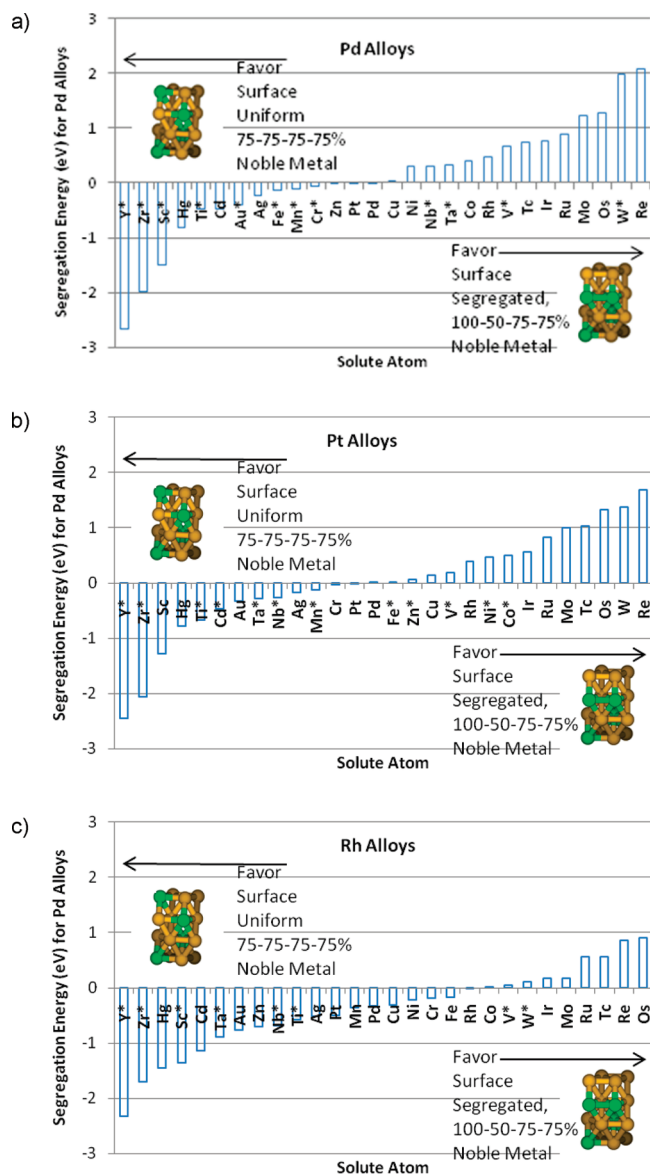 a)
Pd Alloys
Segregation Energy (eV) for Pd Alloys
3
2
1
0
-1
-2
-3
Favor
Surface
Uniform
75-75-75-75%
Noble Metal
Y* Zr* Sc* Hg Ti* Cd Au* Ag Fe* Mn* Cr* Zn Pt Pd Cu Ni Nb* Ta* Co Rh V* Tc Ir Ru Mo Os W* Re
Favor
Surface
Segregated,
100-50-75-75%
Noble Metal
Solute Atom
b)
Pt Alloys
Segregation Energy (eV) for Pd Alloys
3
2
1
0
-1
-2
-3
Favor
Surface
Uniform
75-75-75-75%
Noble Metal
Y* Zr* Sc Hg Ti* Cd* Au Ta* Nb* Ag Mn* Cr Pt Pd Fe* Zn* Cu V* Rh Ni* Co* Ir Ru Mo Tc Os W Re
Favor
Surface
Segregated,
100-50-75-75%
Noble Metal
Solute Atom
c)
Rh Alloys
Segregation Energy (eV) for Pd Alloys
3
2
1
0
-1
-2
-3
Favor
Surface
Uniform
75-75-75-75%
Noble Metal
Y* Zr* Hg Sc* Cd Ta* Au Zn Nb* Ti* Ag Pt Mn Pd Cu Ni Cr Fe Rh Co V* W* Ir Mo Ru Tc Re Os
Favor
Surface
Segregated,
100-50-75-75%
Noble Metal
Solute Atom